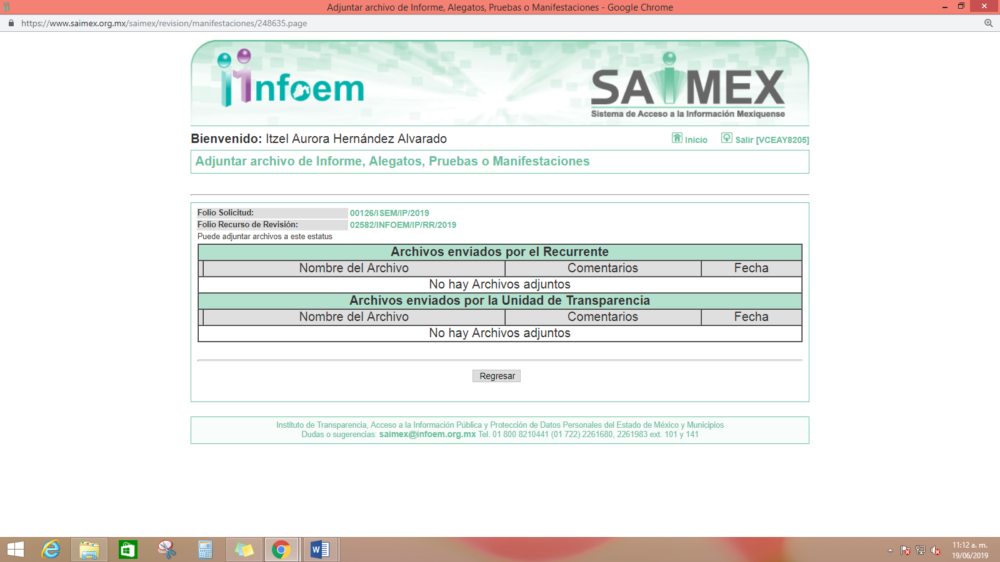 Adjuntar archivo de Informe, Alegatos, Pruebas o Manifestaciones - Google Chrome
https://www.saimex.org.mx/saimex/revision/manifestaciones/248635.page
infoem
SAIMEX
Sistema de Acceso a la Información Mexiquense
Bienvenido: Itzel Aurora Hernández Alvarado
Inicio
Salir [VCEAY8205]
Adjuntar archivo de Informe, Alegatos, Pruebas o Manifestaciones
Folio Solicitud: 00126/ISEM/IP/2019
Folio Recurso de Revisión: 02582/INFOEM/IP/RR/2019
Puede adjuntar archivos a este estatus
Archivos enviados por el Recurrente
Nombre del Archivo Comentarios Fecha
No hay Archivos adjuntos
Archivos enviados por la Unidad de Transparencia
Nombre del Archivo Comentarios Fecha
No hay Archivos adjuntos
Regresar
Instituto de Transparencia, Acceso a la Información Pública y Protección de Datos Personales del Estado de México y Municipios
Dudas o sugerencias: saimex@infoem.org.mx Tel. 01 800 8210441 (01 722) 2261680, 2261983 ext. 101 y 141
11:12 a. m.
19/06/2019